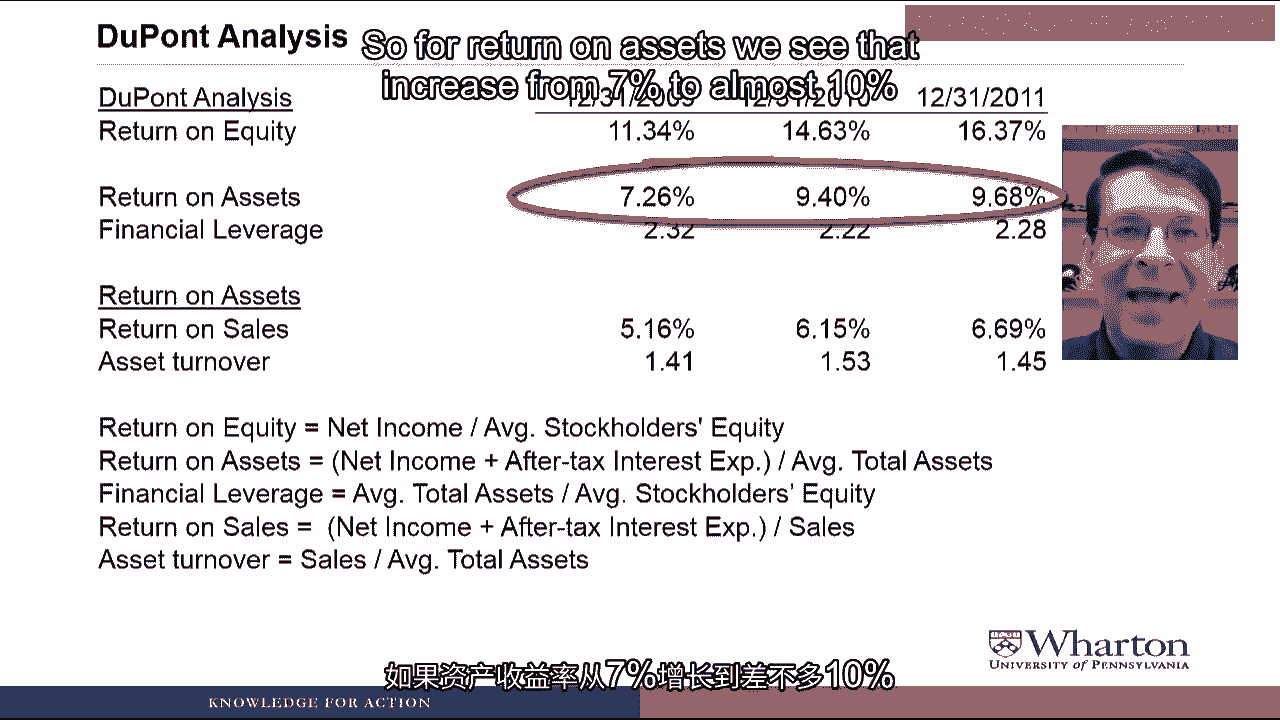 DuPont Analysis
So for return on assets we see that
increase from 7% to almost 10%
DuPont Analysis 12/31/2009 12/31/2010 12/31/2011
Return on Equity 11.34% 14.63% 16.37%
Return on Assets 7.26% 9.40% 9.68%
Financial Leverage 2.32 2.22 2.28
Return on Assets
Return on Sales 5.16% 6.15% 6.69%
Asset turnover 1.41 1.53 1.45
Return on Equity = Net Income / Avg. Stockholders' Equity
Return on Assets = (Net Income + After-tax Interest Exp.) / Avg. Total Assets
Financial Leverage = Avg. Total Assets / Avg. Stockholders' Equity
Return on Sales = (Net Income + After-tax Interest Exp.) / Sales
Asset turnover = Sales / Avg. Total Assets
Wharton
UNIVERSITY of PENNSYLVANIA
如果资产收益率从7%增长到差不多10%
KNOWLEDGE FOR ACTION